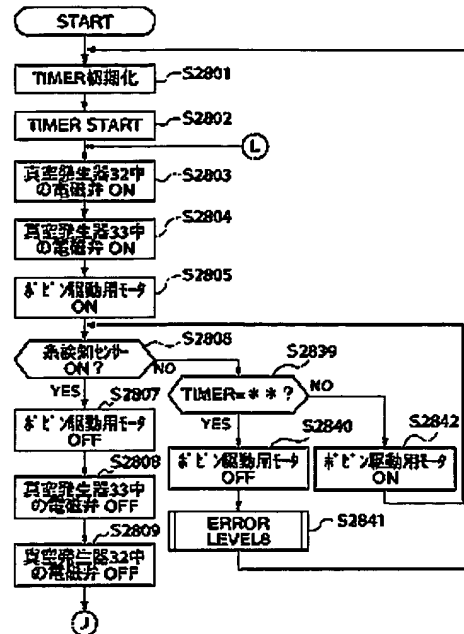 START
TIMER初期化
S2801
TIMER START
S2802
L
真空発生器32中
の電磁弁 ON
S2803
真空発生器33中
の電磁弁 ON
S2804
ボビン駆動用モータ
ON
S2805
糸検知センサー
ON?
S2808
NO
YES
TIMER=**?
S2839
NO
YES
ボビン駆動用モータ
OFF
S2807
ボビン駆動用モータ
OFF
S2840
ボビン駆動用モータ
ON
S2842
真空発生器33中
の電磁弁 OFF
S2808
ERROR
LEVEL8
S2841
真空発生器32中
の電磁弁 OFF
S2809
J